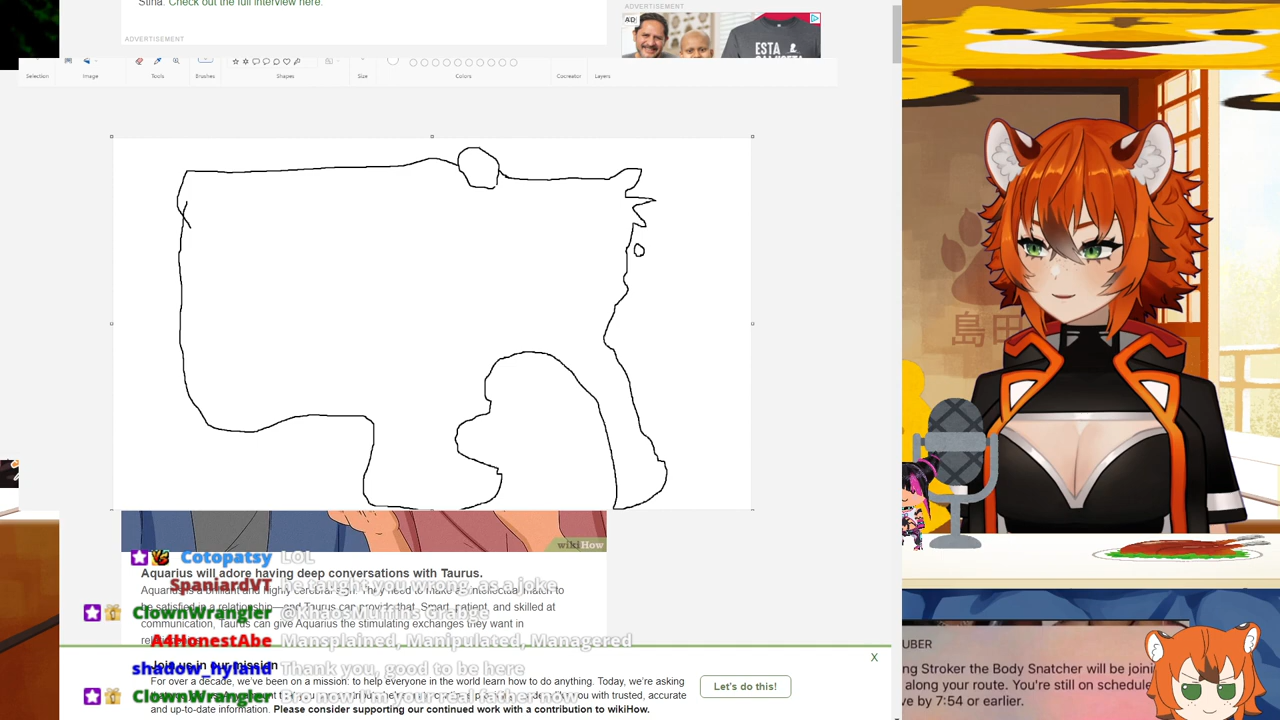 Stina. Check out the full interview here.
ADVERTISEMENT
ADVERTISEMENT
AD
ESTA
Selection Image Tools Brushes Shapes Size Colors Cocreator Layers
島田
wikiHow
Cotopatsy LOL
Aquarius will adore having deep conversations with Taurus.
SpaniardVT he taught you wrong, as a joke
be satisfied in a relationship—and Taurus can provide that. Smart, patient, and skilled at
ClownWrangler
communication, Taurus can give Aquarius the stimulating exchanges they want in
AHonestAbe Mansplained, Manipulated, Managered
Join us in our mission
shadow_hyland Thank you, good to be here
For over a decade, we've been on a mission: to help everyone in the world learn how to do anything. Today, we're asking
ClownWrangler Bro now I'm your real father now
and up-to-date information. Please consider supporting our continued work with a contribution to wikiHow.
X
Let's do this!
UBER
ng Stroker the Body Snatcher will be joini
along your route. You're still on schedule
ve by 7:54 or earlier.